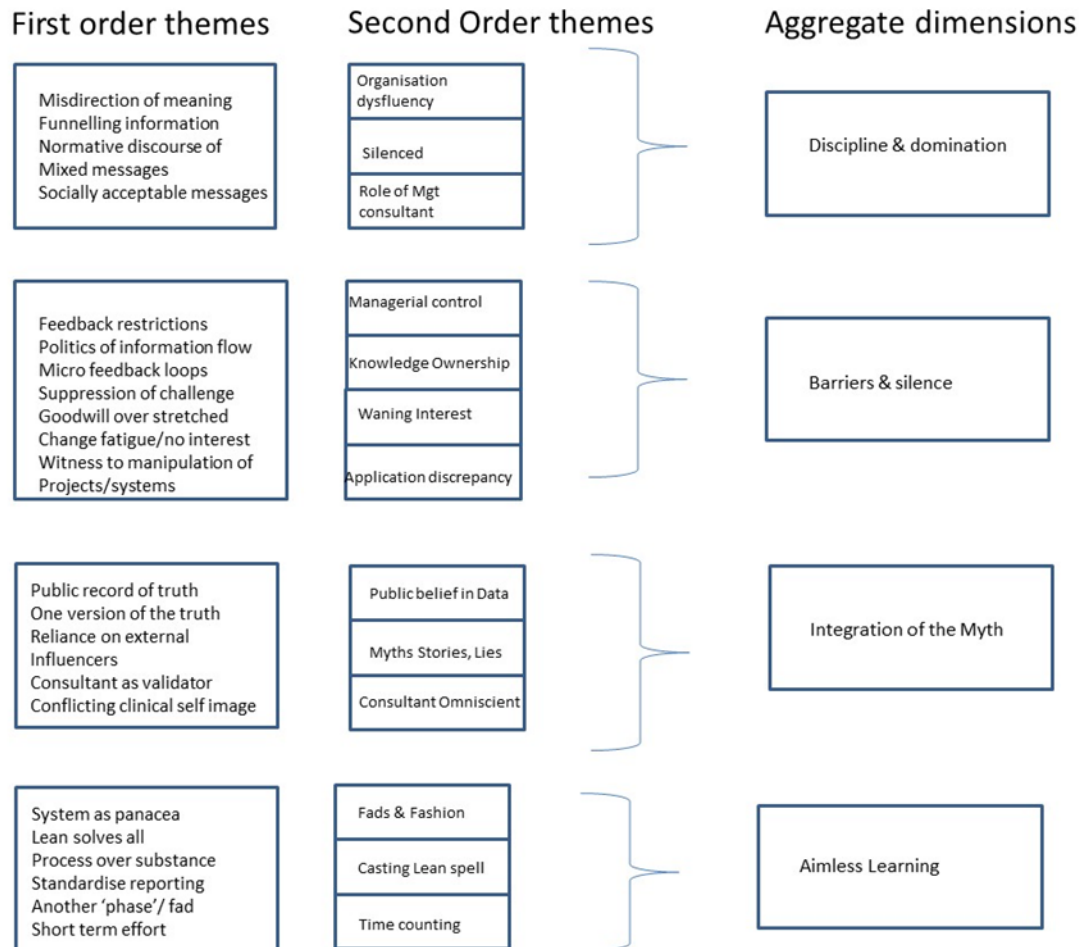 First order themes
Second Order themes
Aggregate dimensions
Misdirection of meaning
Funnelling information
Normative discourse of
Mixed messages
Socially acceptable messages
Organisation
dysfluency
Silenced
Role of Mgt
consultant
Discipline & domination
Feedback restrictions
Politics of information flow
Micro feedback loops
Suppression of challenge
Goodwill over stretched
Change fatigue/no interest
Witness to manipulation of
Projects/systems
Managerial control
Knowledge Ownership
Waning Interest
Application discrepancy
Barriers & silence
Public record of truth
One version of the truth
Reliance on external
Influencers
Consultant as validator
Conflicting clinical self image
Public belief in Data
Myths Stories, Lies
Consultant Omniscient
Integration of the Myth
System as panacea
Lean solves all
Process over substance
Standardise reporting
Another ‘phase’/ fad
Short term effort
Fads & Fashion
Casting Lean spell
Time counting
Aimless Learning